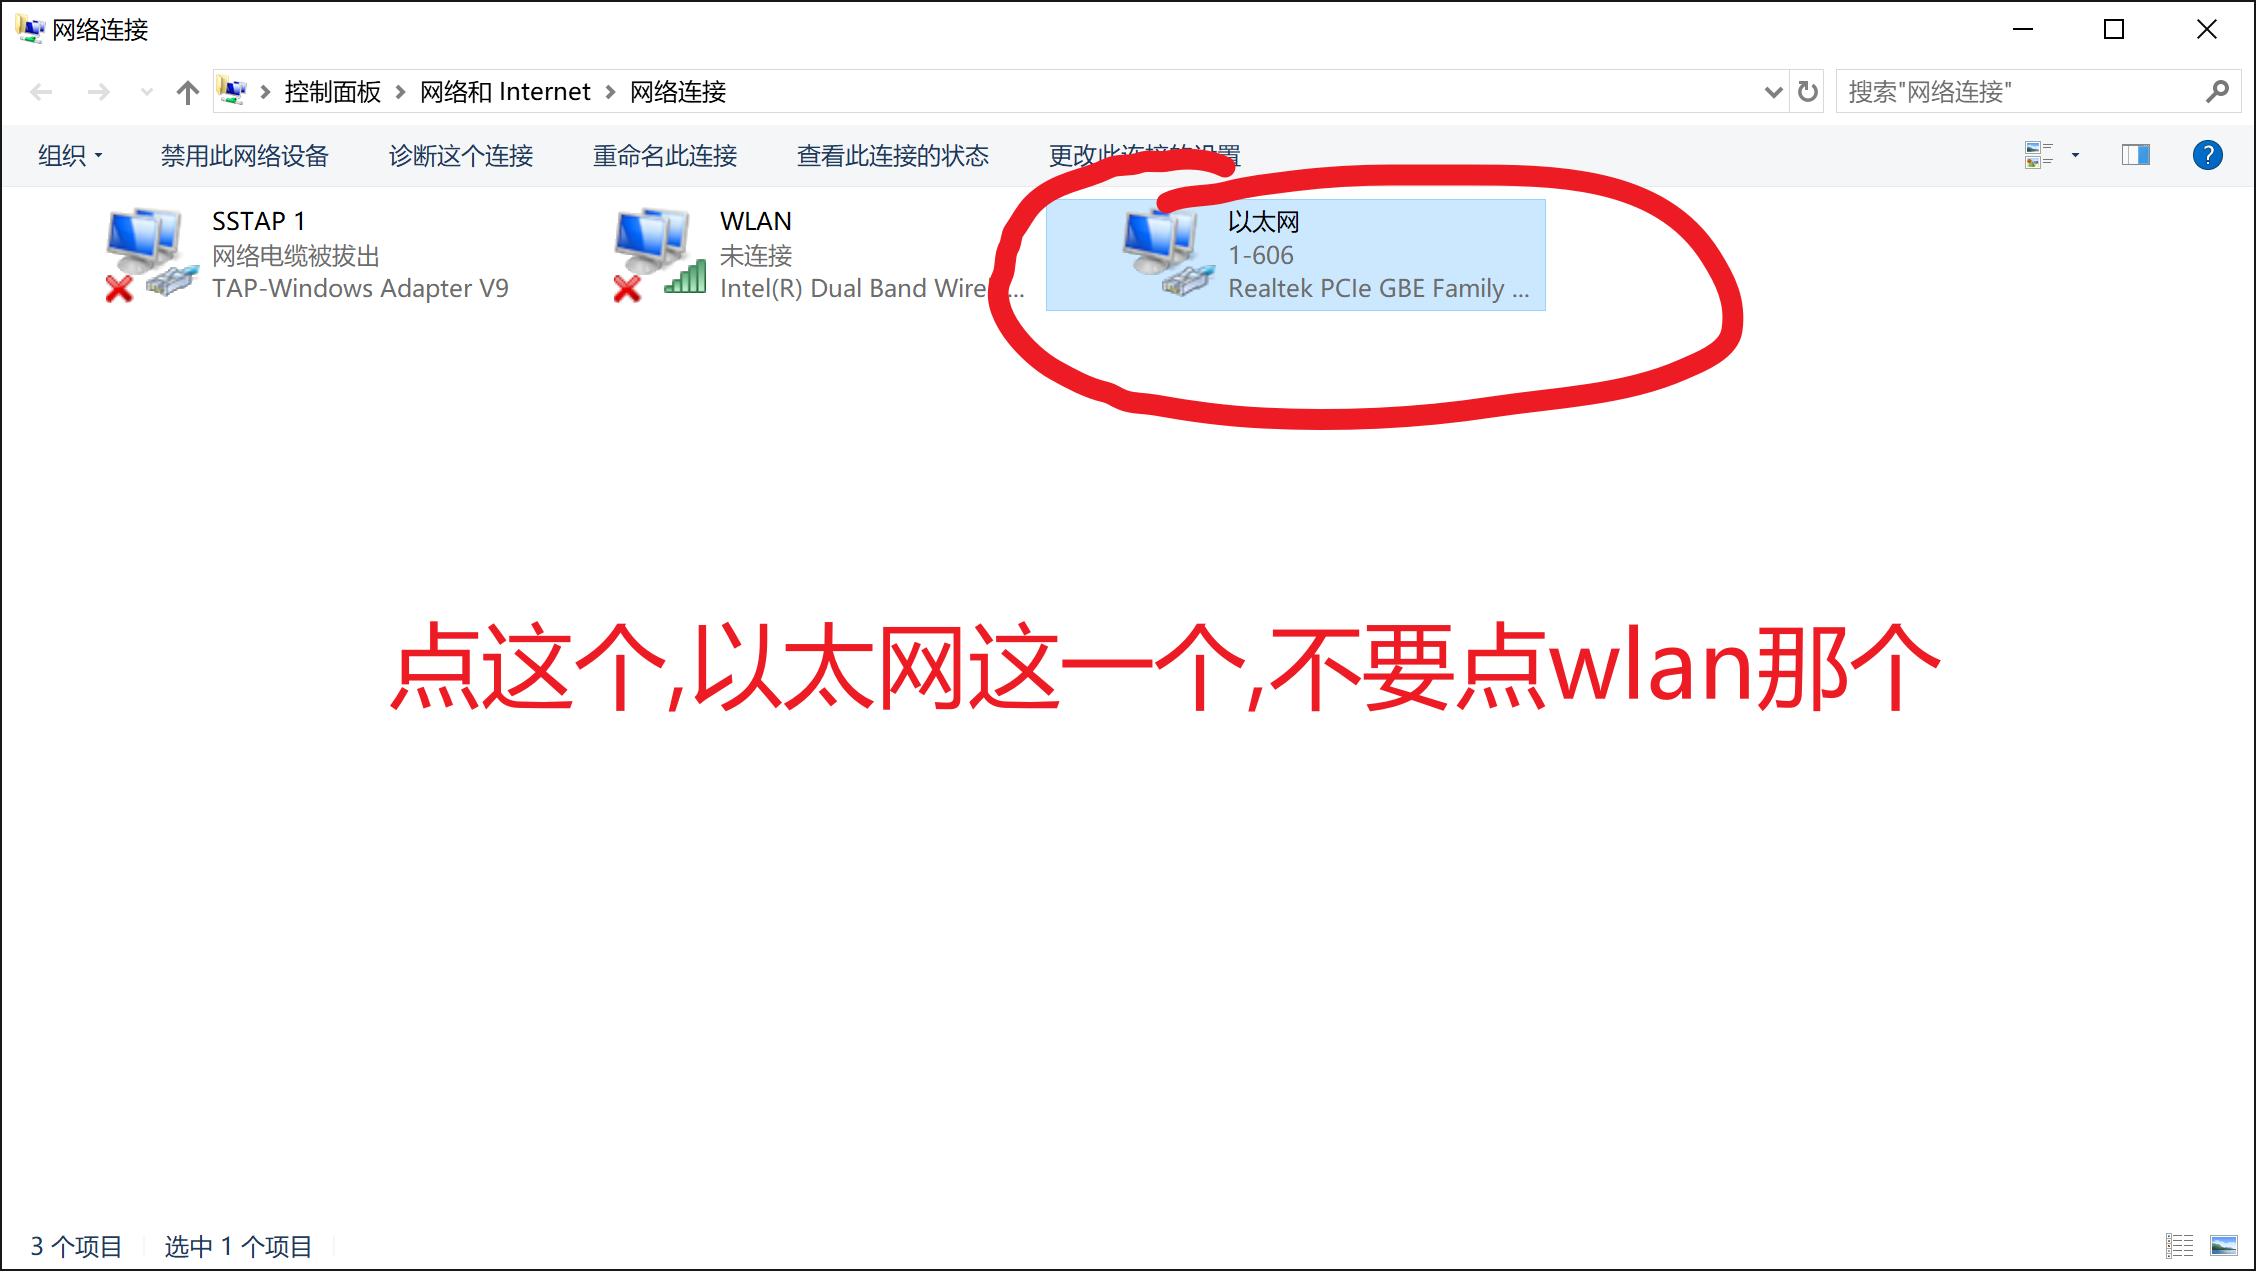 网络连接
控制面板 > 网络和 Internet > 网络连接
搜索"网络连接"
组织 禁用此网络设备 诊断这个连接 重命名此连接 查看此连接的状态 更改此连接的设置
SSTAP 1
网络电缆被拔出
TAP-Windows Adapter V9
WLAN
未连接
Intel(R) Dual Band Wire...
以太网
1-606
Realtek PCIe GBE Family ...
点这个,以太网这一个,不要点wlan那个
3 个项目 选中 1 个项目